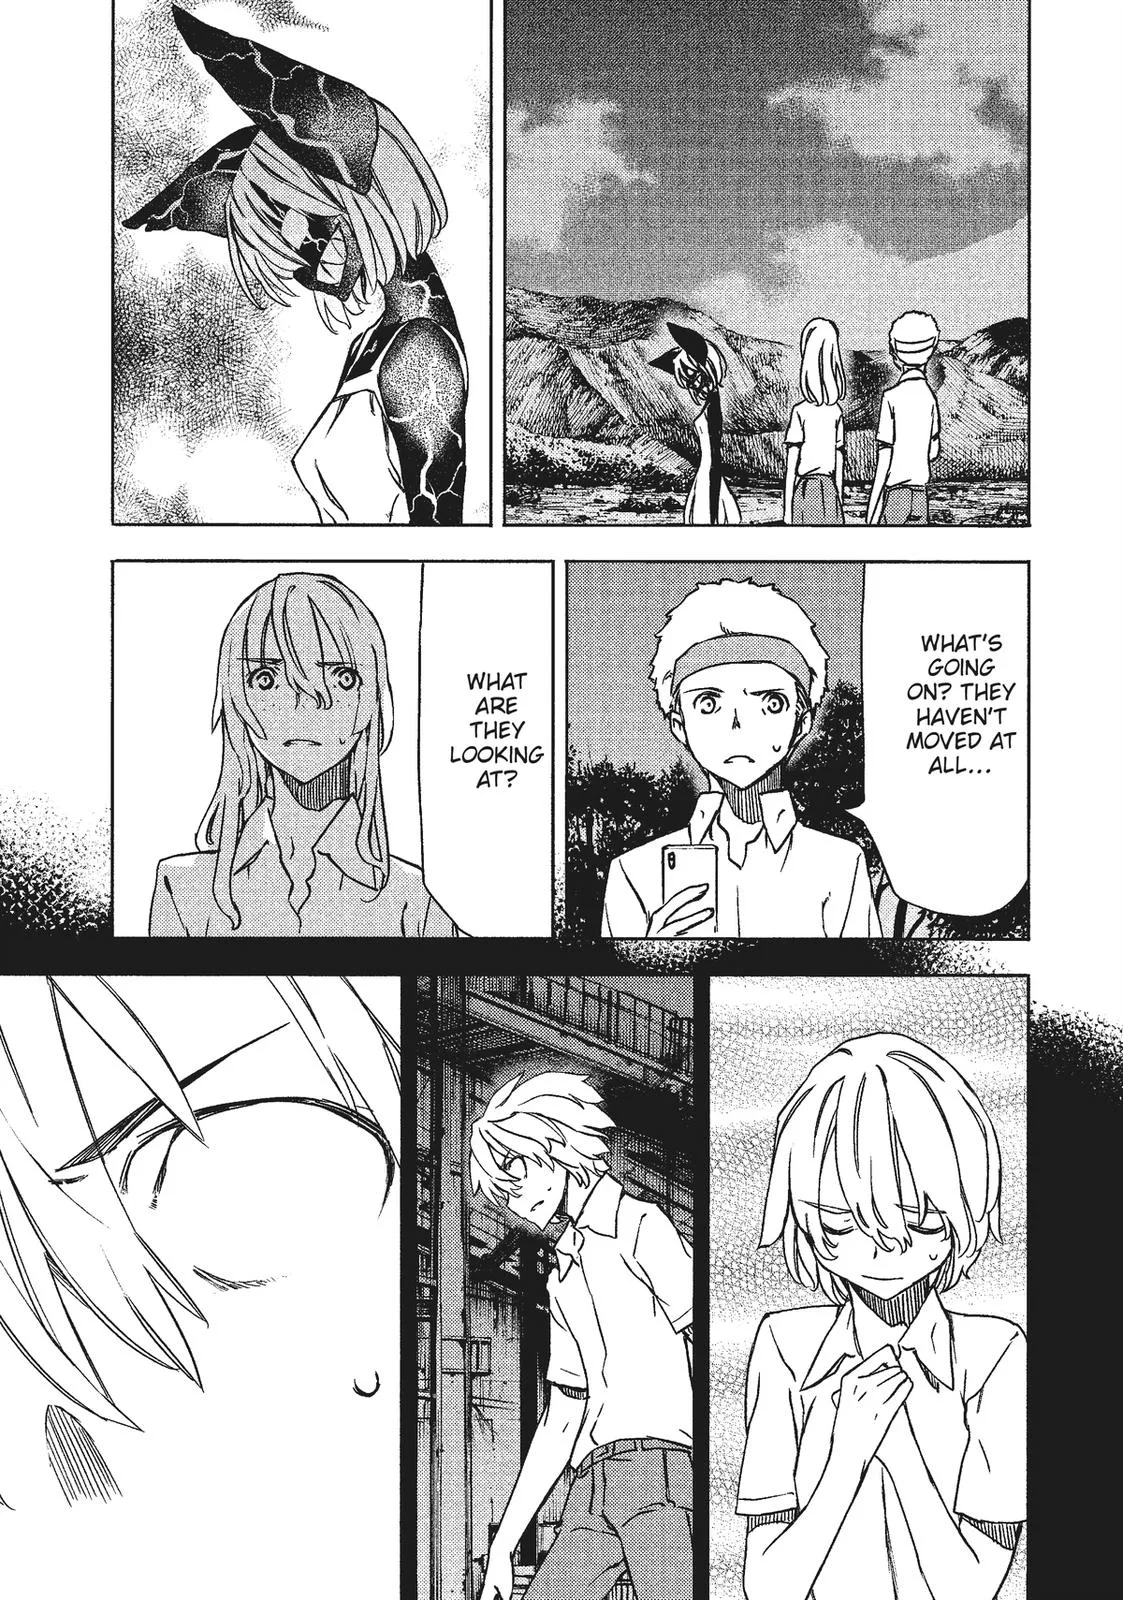 WHAT'S
GOING
ON? THEY
HAVEN'T
MOVED AT
ALL...
WHAT
ARE
THEY
LOOKING
AT?